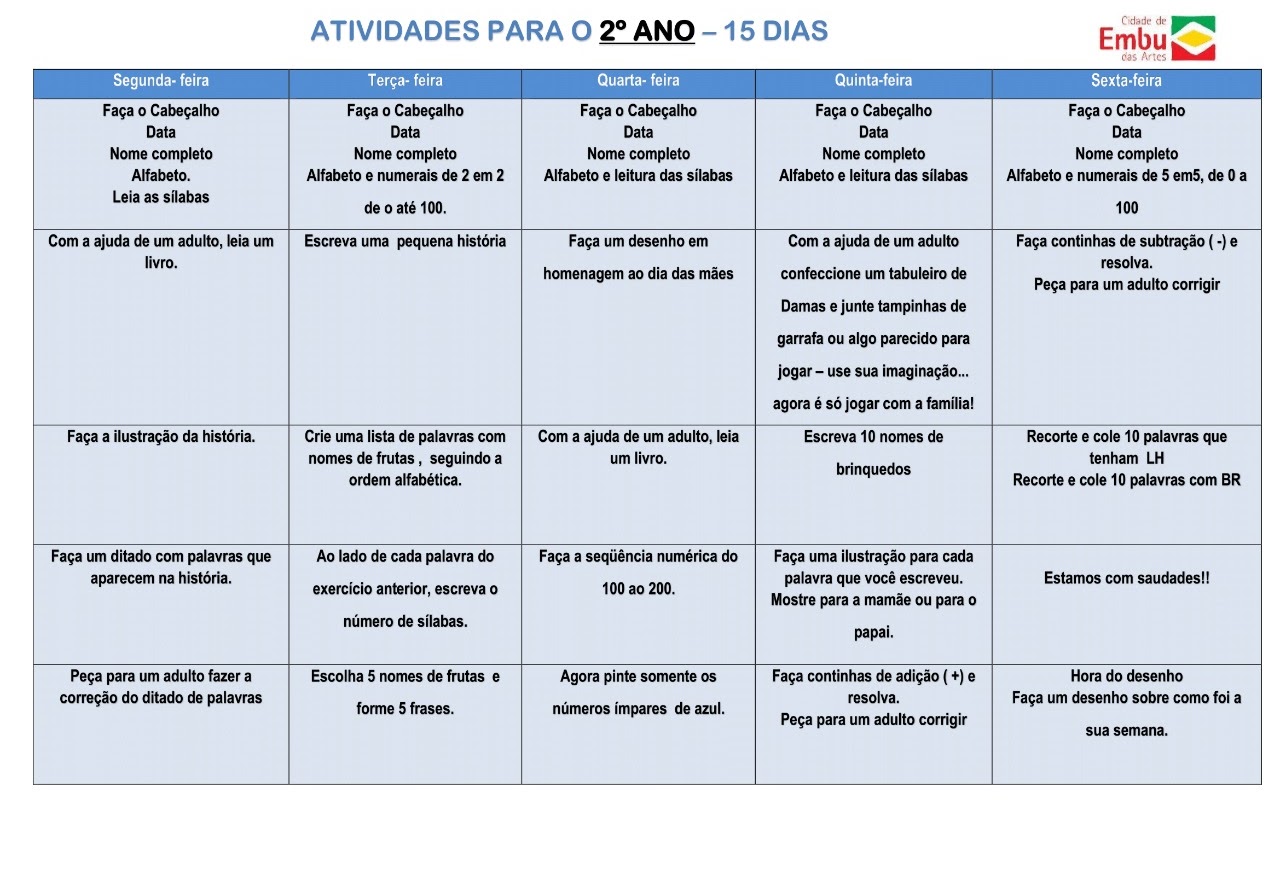 ATIVIDADES PARA O 2º ANO – 15 DIAS
Cidade de
Embu
das Artes
Segunda- feira
Terça- feira
Quarta- feira
Quinta-feira
Sexta-feira
Faça o Cabeçalho
Data
Nome completo
Alfabeto.
Leia as sílabas
Faça o Cabeçalho
Data
Nome completo
Alfabeto e numerais de 2 em 2
de o até 100.
Faça o Cabeçalho
Data
Nome completo
Alfabeto e leitura das sílabas
Faça o Cabeçalho
Data
Nome completo
Alfabeto e leitura das sílabas
Faça o Cabeçalho
Data
Nome completo
Alfabeto e numerais de 5 em5, de 0 a
100
Com a ajuda de um adulto, leia um
livro.
Escreva uma pequena história
Faça um desenho em
homenagem ao dia das mães
Com a ajuda de um adulto
confeccione um tabuleiro de
Damas e junte tampinhas de
garrafa ou algo parecido para
jogar – use sua imaginação...
agora é só jogar com a família!
Faça continhas de subtração ( -) e
resolva.
Peça para um adulto corrigir
Faça a ilustração da história.
Crie uma lista de palavras com
nomes de frutas , seguindo a
ordem alfabética.
Com a ajuda de um adulto, leia
um livro.
Escreva 10 nomes de
brinquedos
Recorte e cole 10 palavras que
tenham LH
Recorte e cole 10 palavras com BR
Faça um ditado com palavras que
aparecem na história.
Ao lado de cada palavra do
exercício anterior, escreva o
número de sílabas.
Faça a seqüência numérica do
100 ao 200.
Faça uma ilustração para cada
palavra que você escreveu.
Mostre para a mamãe ou para o
papai.
Estamos com saudades!!
Peça para um adulto fazer a
correção do ditado de palavras
Escolha 5 nomes de frutas e
forme 5 frases.
Agora pinte somente os
números ímpares de azul.
Faça continhas de adição ( +) e
resolva.
Peça para um adulto corrigir
Hora do desenho
Faça um desenho sobre como foi a
sua semana.